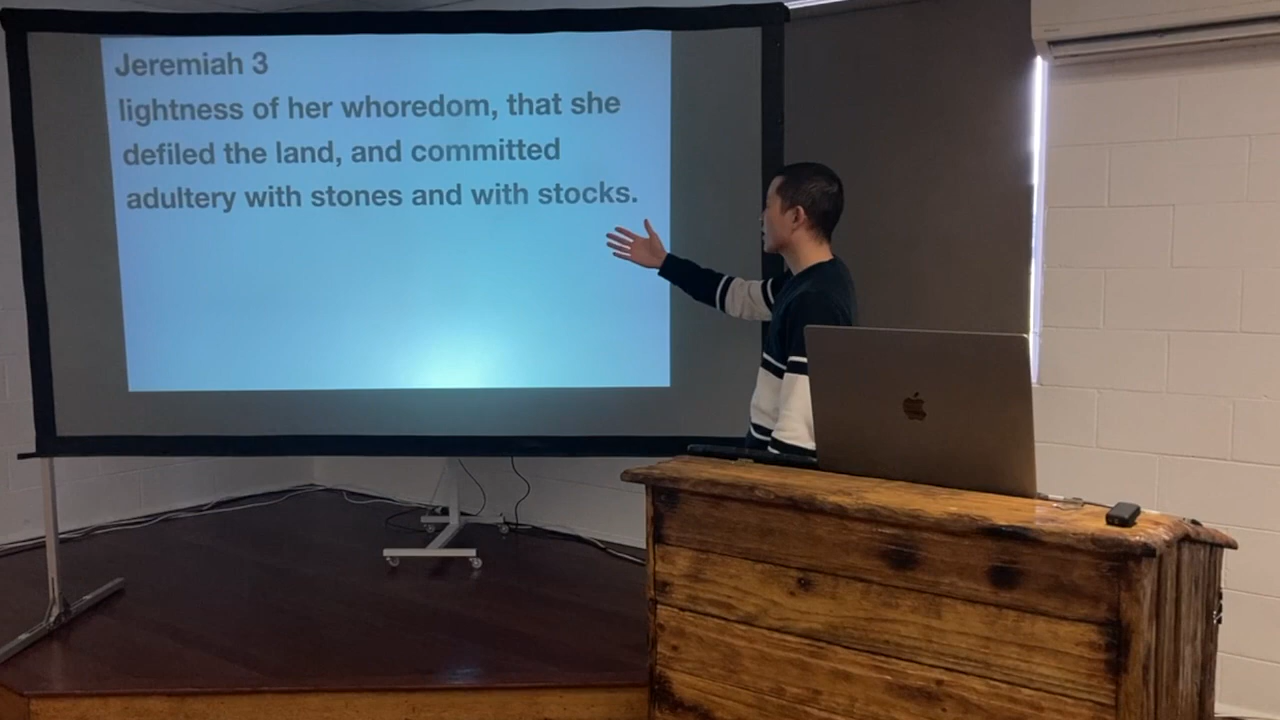 Jeremiah 3
lightness of her whoredom, that she
defiled the land, and committed
adultery with stones and with stocks.